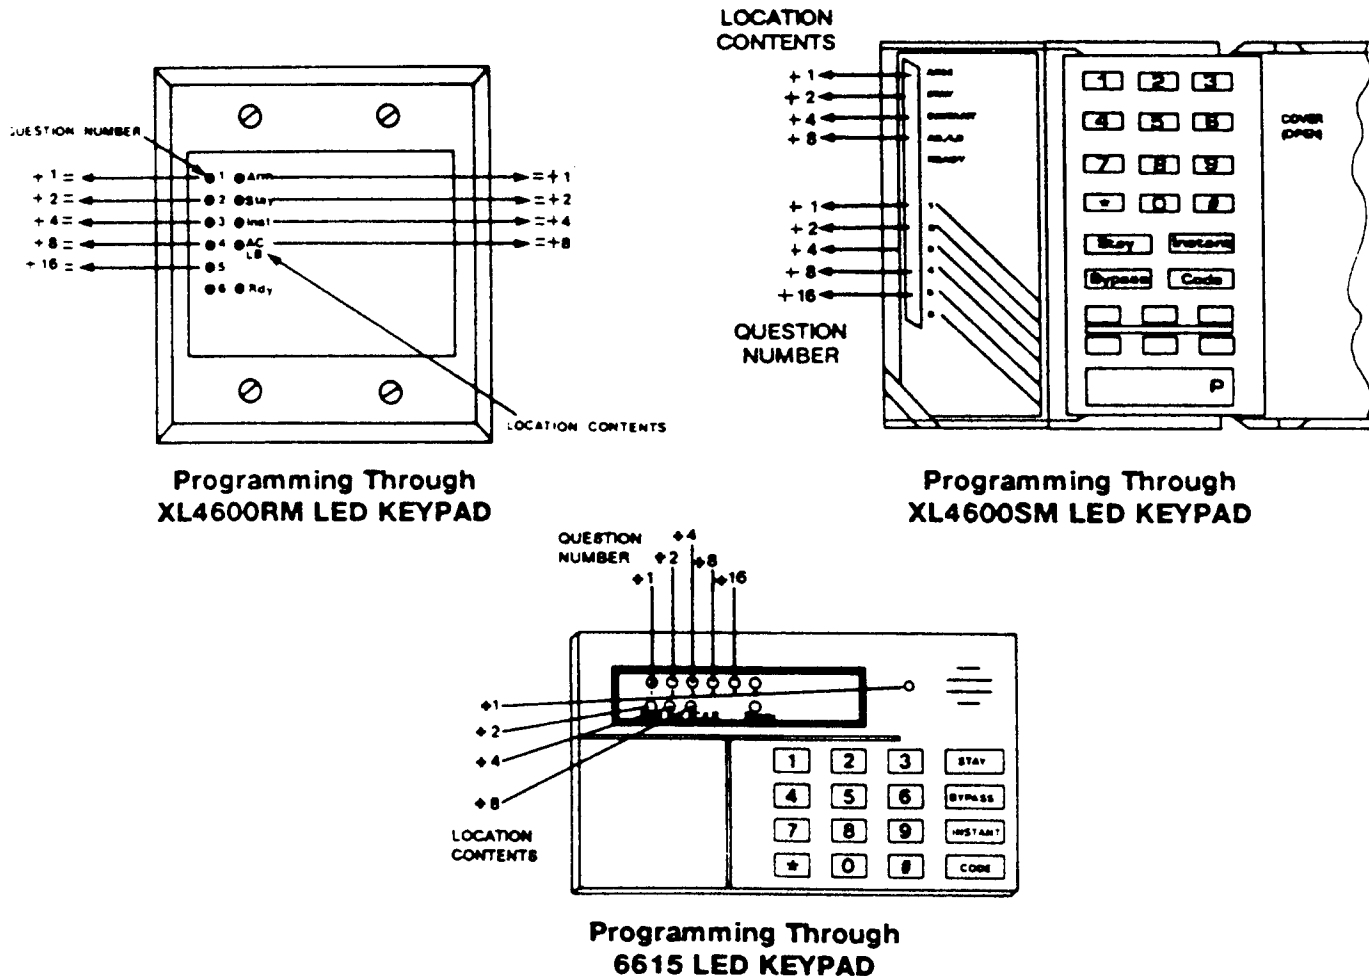 QUESTION NUMBER
+ 1 =
+ 2 =
+ 4 =
+ 8 =
+ 16 =
1 Arm
2 Stay
3 Inst
4 AC
LB
5
6 Rdy
= + 1
= + 2
= + 4
= + 8
LOCATION CONTENTS
Programming Through
XL4600RM LED KEYPAD
LOCATION
CONTENTS
+ 1
+ 2
+ 4
+ 8
READY
+ 1
+ 2
+ 4
+ 8
+ 16
QUESTION
NUMBER
1 2 3
4 5 6
7 8 9
* 0 #
Stay Instant
Bypass Code
P
COVER
(OPEN)
Programming Through
XL4600SM LED KEYPAD
QUESTION
NUMBER
+1
+2
+4
+8
+16
+1
+2
+4
+8
LOCATION
CONTENTS
1 2 3 STAY
4 5 6 BYPASS
7 8 9 INSTANT
* 0 # CODE
Programming Through
6615 LED KEYPAD